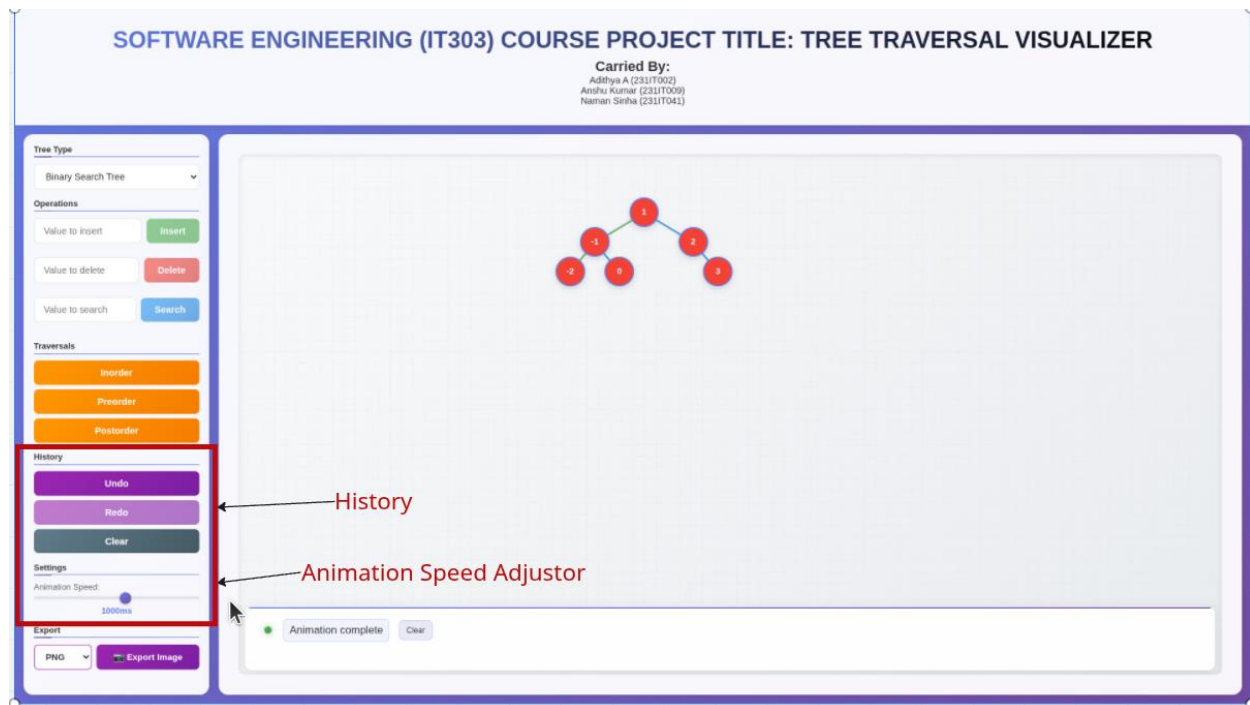 SOFTWARE ENGINEERING (IT303) COURSE PROJECT TITLE: TREE TRAVERSAL VISUALIZER
Carried By:
Adithya A (231IT002)
Anshu Kumar (231IT009)
Naman Sinha (231IT041)
Tree Type
Binary Search Tree
Operations
Value to insert
Insert
Value to delete
Delete
Value to search
Search
Traversals
Inorder
Preorder
Postorder
History
Undo
Redo
Clear
Settings
Animation Speed:
1000ms
Export
PNG
Export Image
1
-1
2
-2
0
3
History
Animation Speed Adjustor
Animation complete
Clear